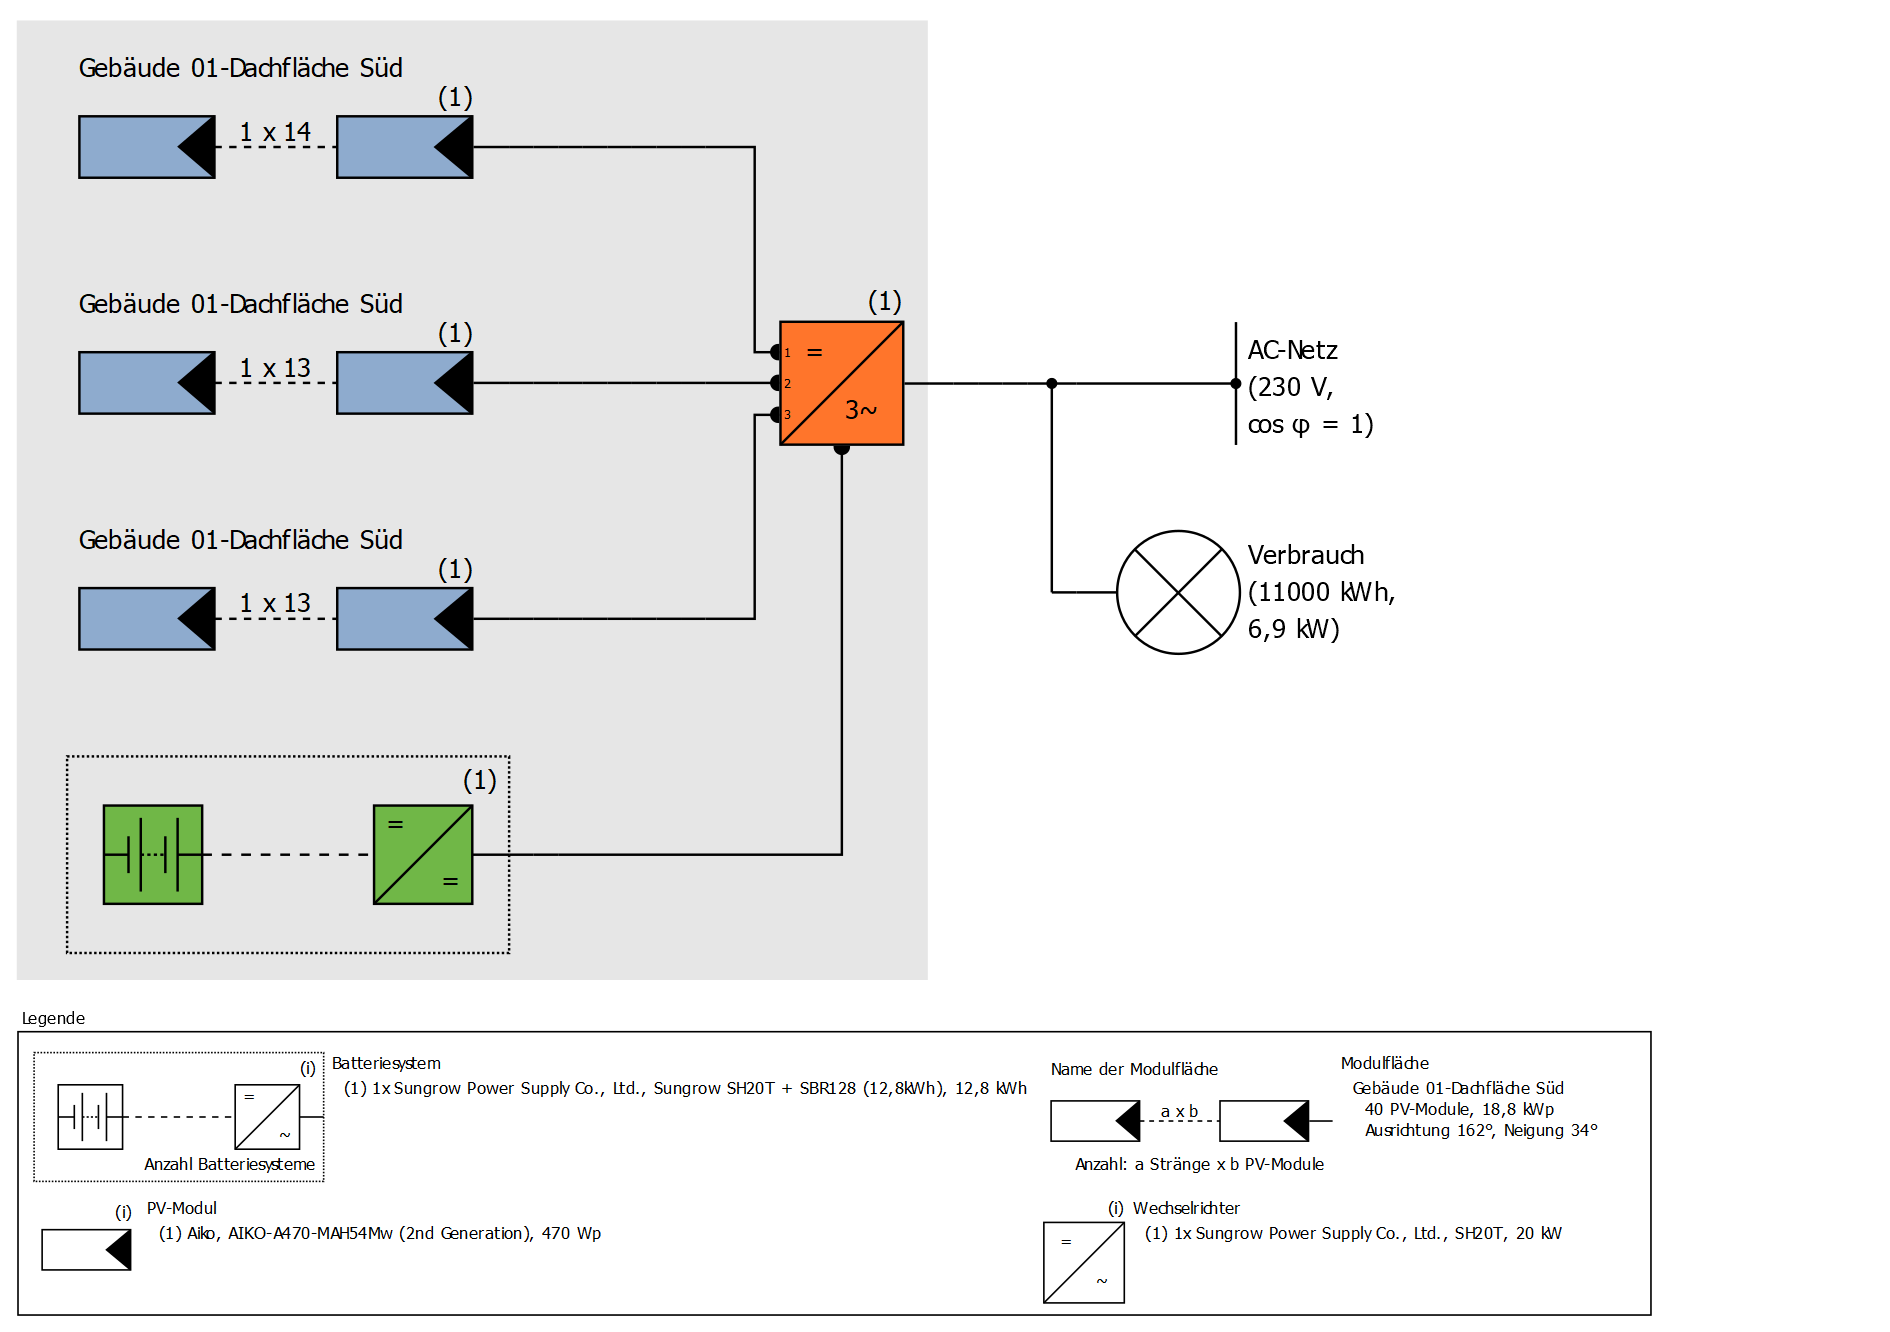 Gebäude 01-Dachfläche Süd
(1)
1 x 14
Gebäude 01-Dachfläche Süd
(1)
1 x 13
(1)
1 =
2
3
3~
AC-Netz
(230 V,
cos φ = 1)
Gebäude 01-Dachfläche Süd
(1)
1 x 13
Verbrauch
(11000 kWh,
6,9 kW)
(1)
=
=
Legende
(i)
=
~
Anzahl Batteriesysteme
Batteriesystem
(1) 1x Sungrow Power Supply Co., Ltd., Sungrow SH20T + SBR128 (12,8kWh), 12,8 kWh
Name der Modulfläche
a x b
Anzahl: a Stränge x b PV-Module
Modulfläche
Gebäude 01-Dachfläche Süd
40 PV-Module, 18,8 kWp
Ausrichtung 162°, Neigung 34°
(i) PV-Modul
(1) Aiko, AIKO-A470-MAH54Mw (2nd Generation), 470 Wp
(i) Wechselrichter
(1) 1x Sungrow Power Supply Co., Ltd., SH20T, 20 kW
=
~